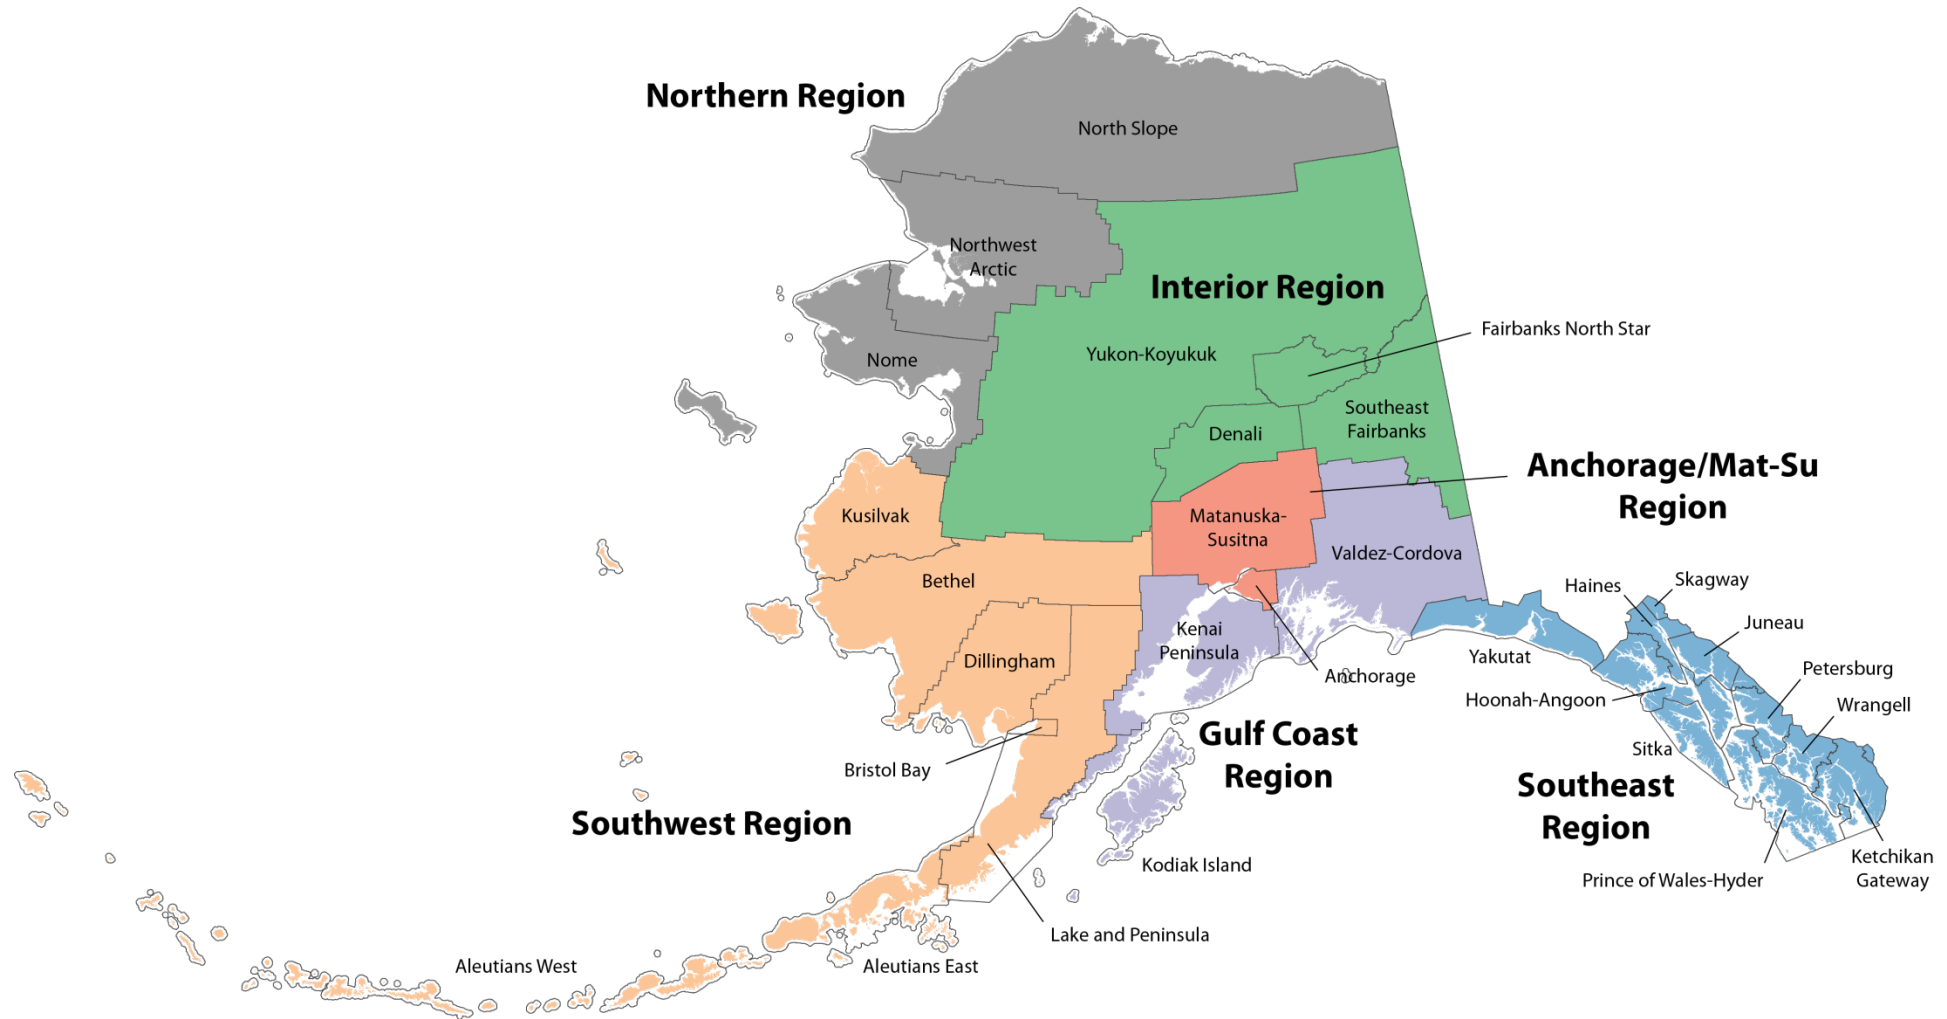 Northern Region
North Slope
Northwest
Arctic
Interior Region
Fairbanks North Star
Yukon-Koyukuk
Nome
Southeast
Fairbanks
Denali
Anchorage/Mat-Su
Region
Kusilvak
Matanuska-
Susitna
Valdez-Cordova
Bethel
Haines
Skagway
Juneau
Kenai
Peninsula
Dillingham
Yakutat
Anchorage
Petersburg
Hoonah-Angoon
Wrangell
Gulf Coast
Region
Sitka
Bristol Bay
Southeast
Region
Southwest Region
Kodiak Island
Ketchikan
Gateway
Prince of Wales-Hyder
Lake and Peninsula
Aleutians West
Aleutians East